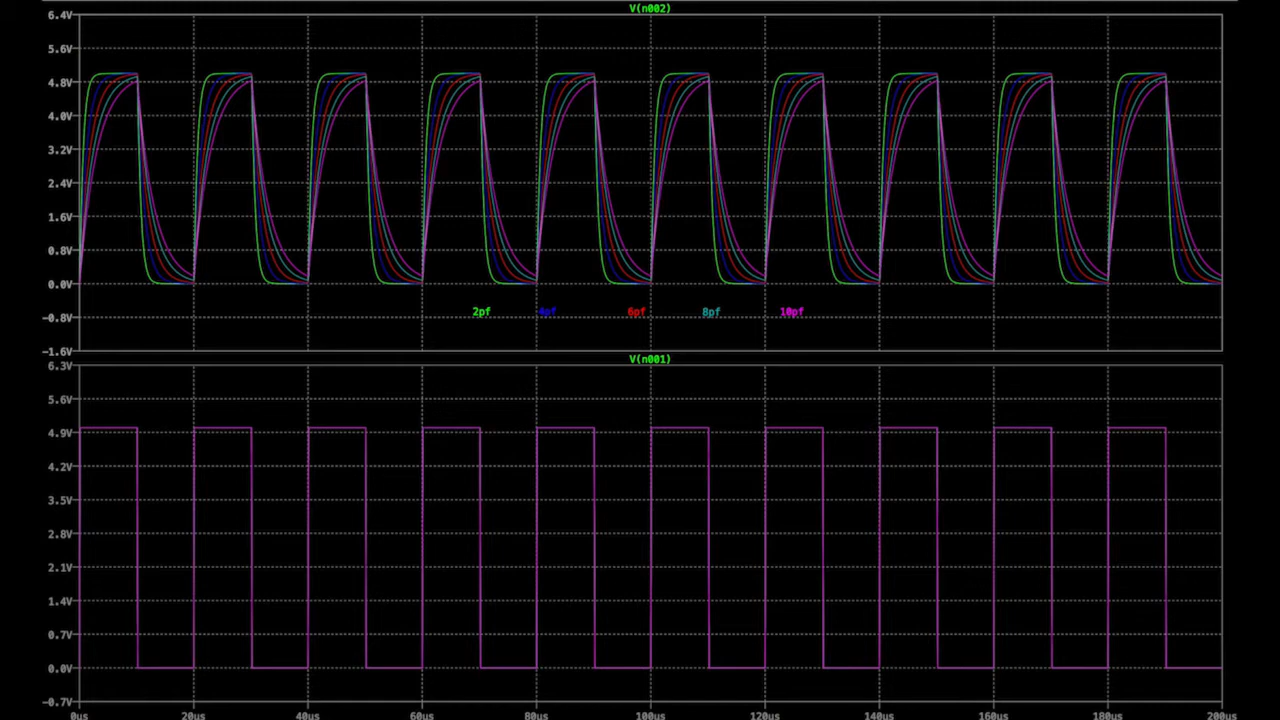 V(n002)
6.4V
5.6V
4.8V
4.0V
3.2V
2.4V
1.6V
0.8V
0.0V
-0.8V
-1.6V
2pf 4pf 6pf 8pf 10pf
V(n001)
6.3V
5.6V
4.9V
4.2V
3.5V
2.8V
2.1V
1.4V
0.7V
0.0V
-0.7V
0us 20us 40us 60us 80us 100us 120us 140us 160us 180us 200us